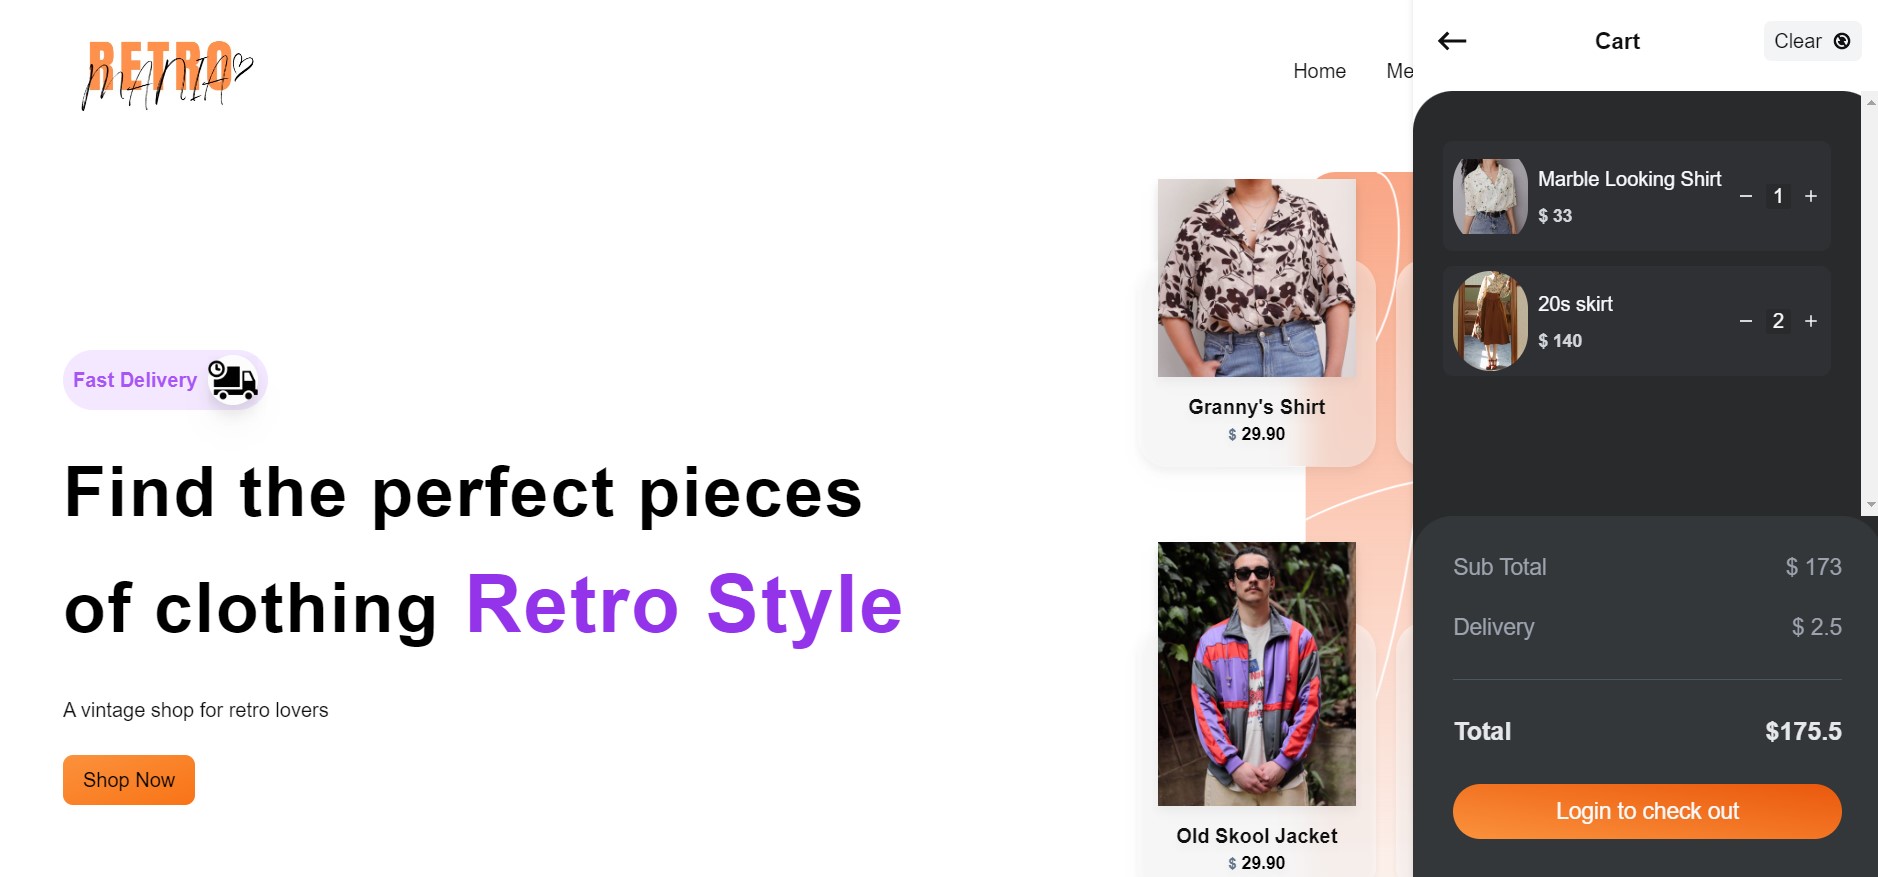 RETRO
MANIA
Home
Me
Fast Delivery
Find the perfect pieces
of clothing Retro Style
A vintage shop for retro lovers
Shop Now
Granny's Shirt
$ 29.90
Old Skool Jacket
$ 29.90
Cart
Clear
Marble Looking Shirt
$ 33
− 1 +
20s skirt
$ 140
− 2 +
Sub Total $ 173
Delivery $ 2.5
Total $175.5
Login to check out